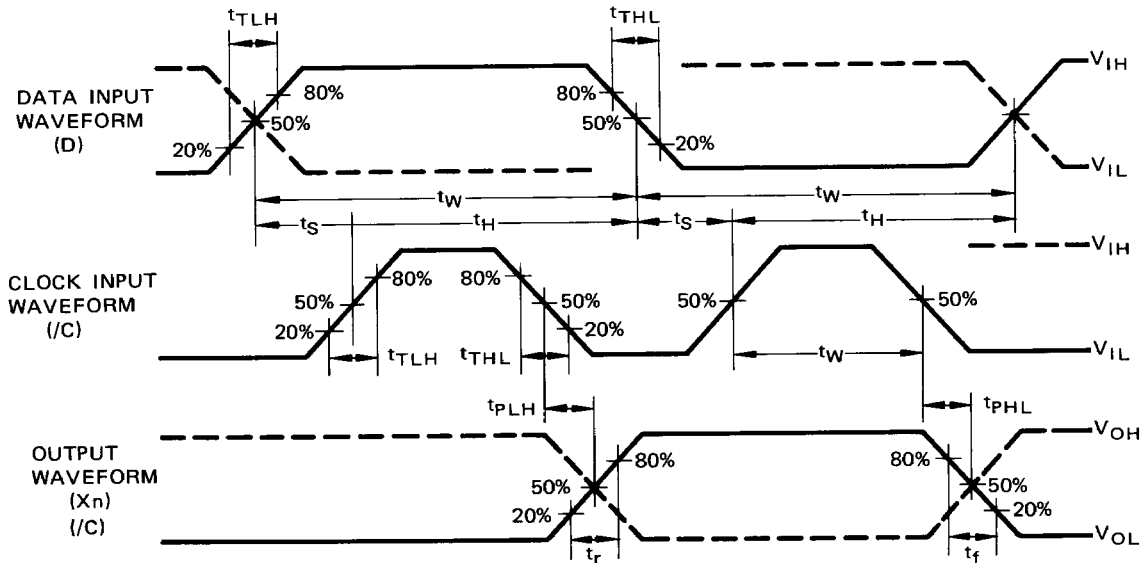 tTLH tTHL
VIH
DATA INPUT
WAVEFORM
(D)
80% 80%
50% 50%
20% 20%
VIL
tW tW
tS tH tS tH
VIH
CLOCK INPUT
WAVEFORM
(/C)
80% 80%
50% 50% 50% 50%
20% 20%
VIL
tTLH tTHL tW
tPLH tPHL
VOH
OUTPUT
WAVEFORM
(Xn)
(/C)
80% 80%
50% 50%
20% 20%
VOL
tr tf